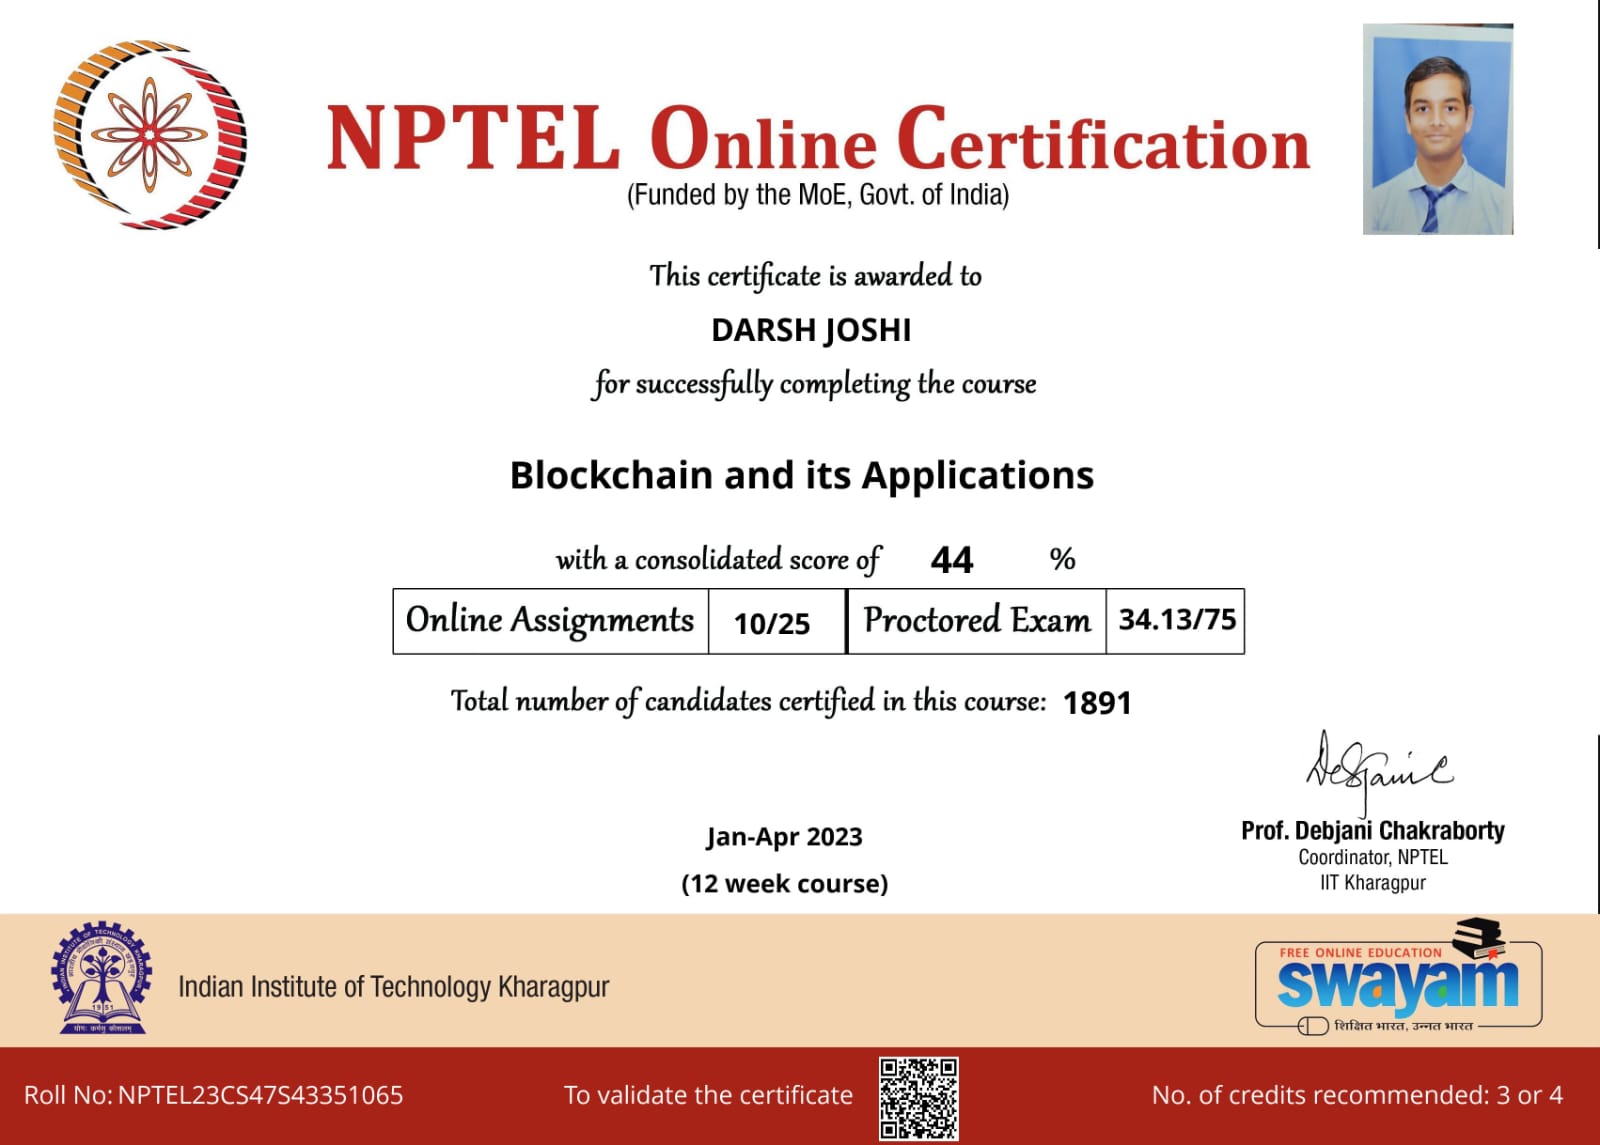 NPTEL Online Certification
(Funded by the MoE, Govt. of India)
This certificate is awarded to
DARSH JOSHI
for successfully completing the course
Blockchain and its Applications
with a consolidated score of 44 %
Online Assignments 10/25 Proctored Exam 34.13/75
Total number of candidates certified in this course: 1891
Jan-Apr 2023
(12 week course)
Prof. Debjani Chakraborty
Coordinator, NPTEL
IIT Kharagpur
Indian Institute of Technology Kharagpur
FREE ONLINE EDUCATION
swayam
शिक्षित भारत, उन्नत भारत
Roll No: NPTEL23CS47S43351065
To validate the certificate
No. of credits recommended: 3 or 4